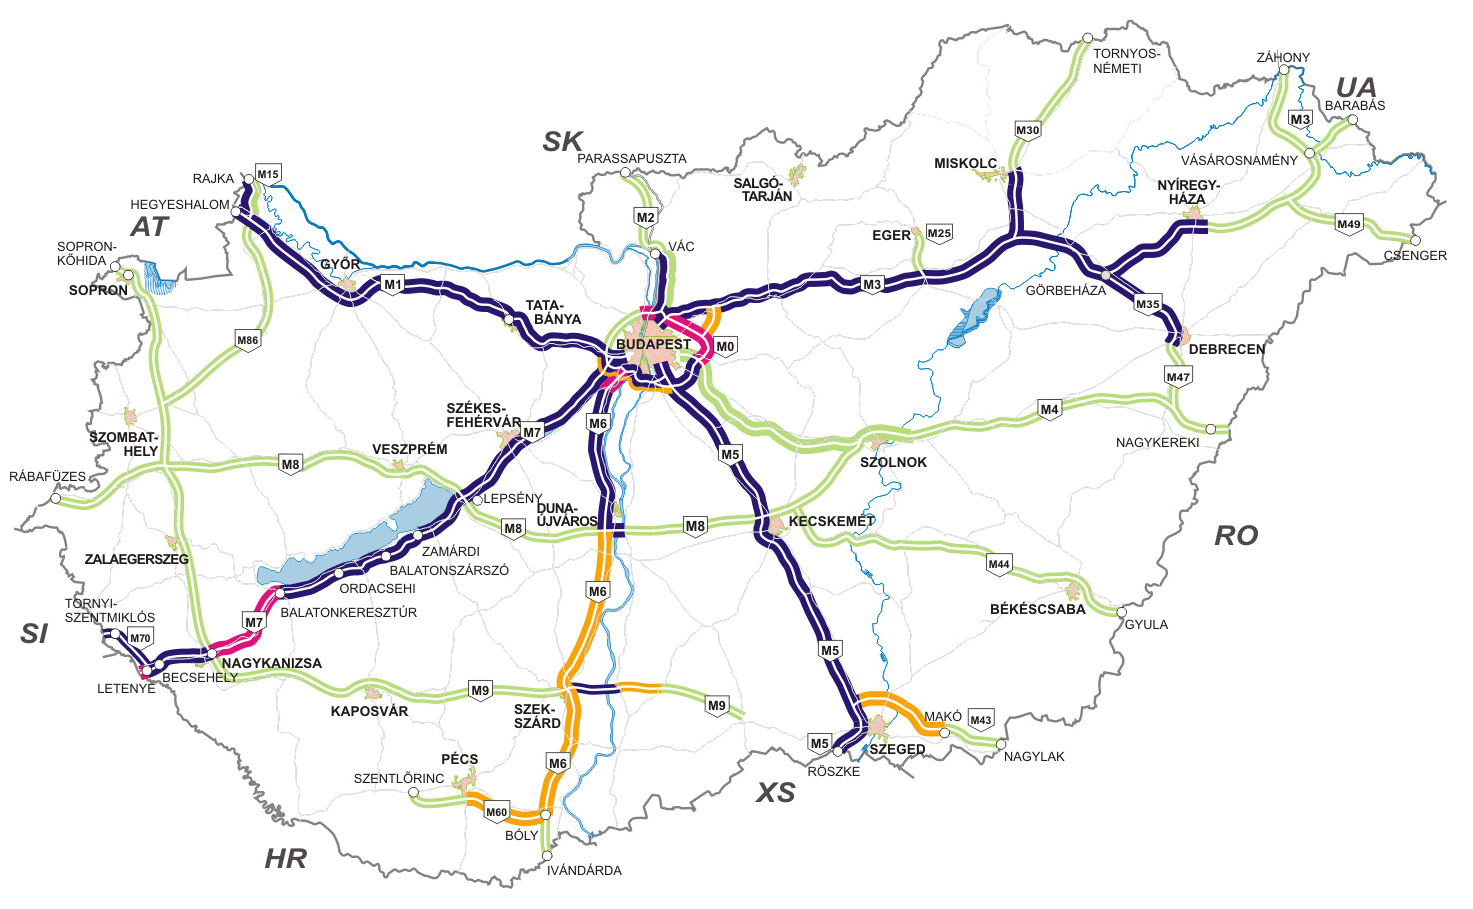 TORNYOS-
NÉMETI
ZÁHONY
UA
BARABÁS
M3
M30
SK
PARASSAPUSZTA
MISKOLC
VÁSÁROSNAMÉNY
RAJKA
M15
SALGÓ-
TARJÁN
NYÍREGY-
HÁZA
HEGYESHALOM
AT
M2
EGER
M25
M49
CSENGER
SOPRON-
KŐHIDA
SOPRON
VÁC
GYŐR
M1
M3
GÖRBEHÁZA
M35
TATA-
BÁNYA
M86
BUDAPEST
M0
DEBRECEN
M47
SZÉKES-
FEHÉRVÁR
M7
M6
M4
NAGYKEREKI
SZOMBAT-
HELY
VESZPRÉM
M8
M5
SZOLNOK
RÁBAFÜZES
LEPSÉNY
DUNA-
ÚJVÁROS
M8
M8
KECSKEMÉT
RO
ZALAEGERSZEG
ZÁMÁRDI
BALATONSZÁRSZÓ
ORDACSEHI
M44
M6
BÉKÉSCSABA
TORNYI-
SZENTMIKLÓS
BALATONKERESZTÚR
M7
GYULA
SI
M70
M5
NAGYKANIZSA
BECSEHELY
LETENYE
M9
KAPOSVÁR
SZEK-
SZÁRD
M9
MAKÓ
M43
M5
SZEGED
NAGYLAK
RÖSZKE
PÉCS
M6
SZENTLŐRINC
XS
M60
BÓLY
HR
IVÁNDÁRDA